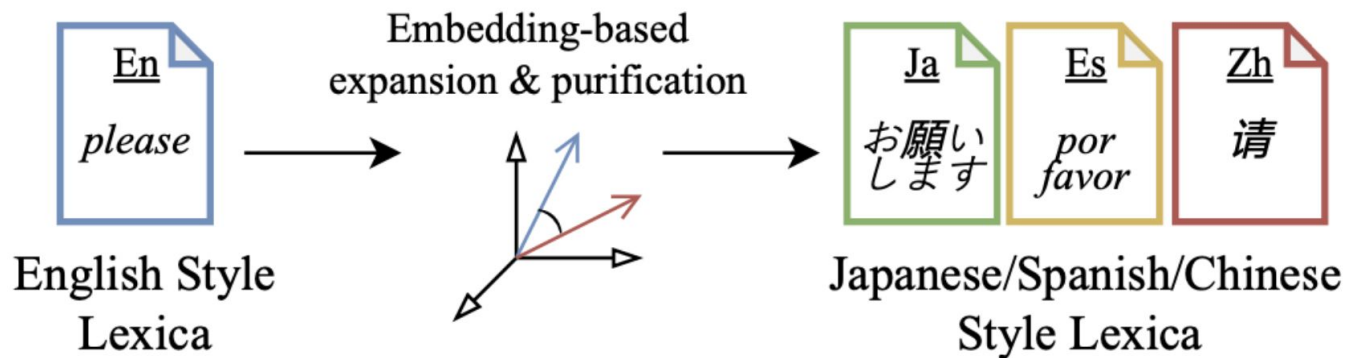 En
please
English Style
Lexica
Embedding-based
expansion & purification
Ja
お願い
します
Es
por
favor
Zh
请
Japanese/Spanish/Chinese
Style Lexica